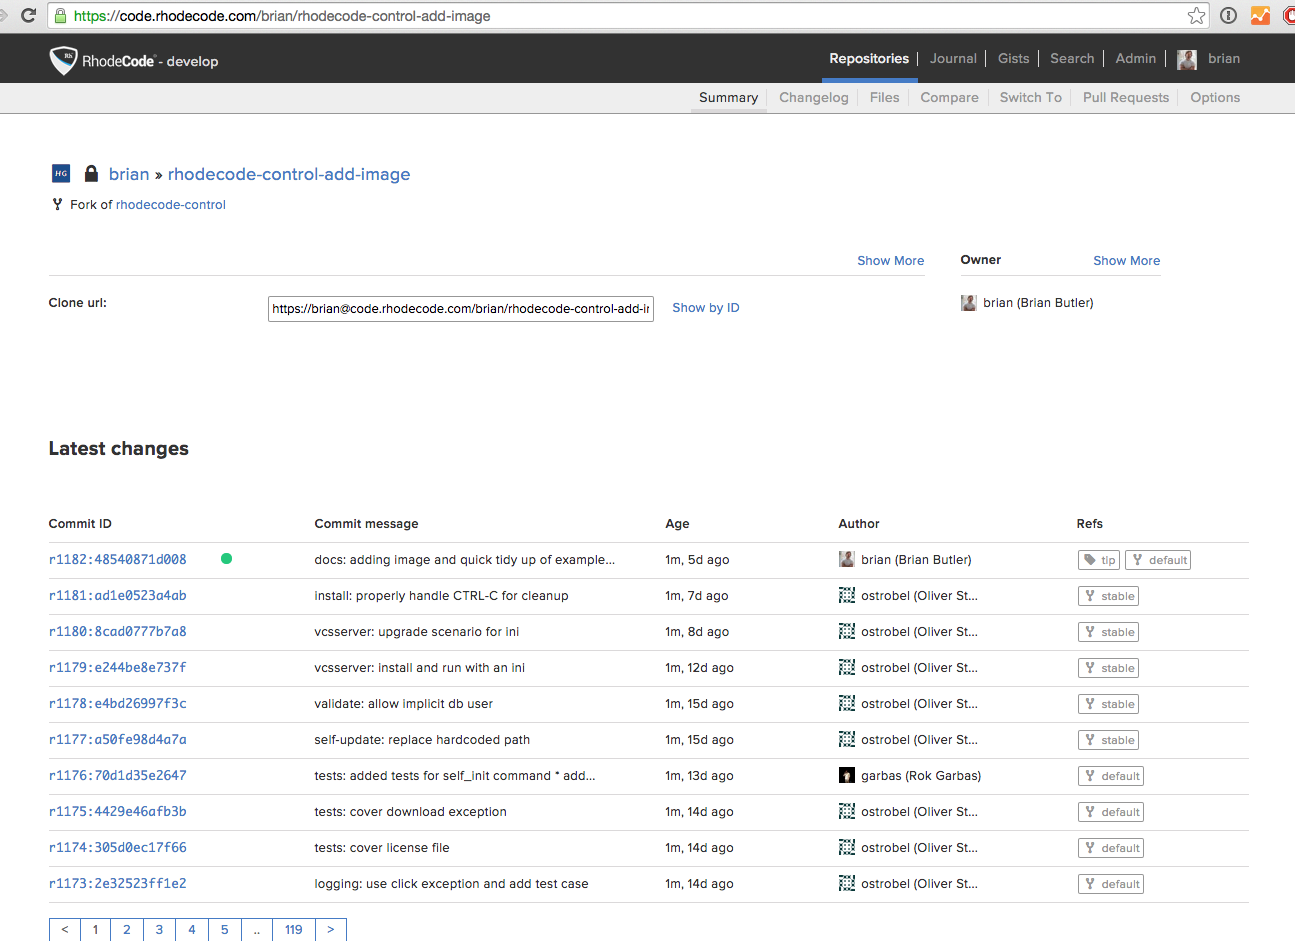 https://code.rhodecode.com/brian/rhodecode-control-add-image
RhodeCode - develop
Repositories Journal Gists Search Admin brian
Summary Changelog Files Compare Switch To Pull Requests Options
HG brian » rhodecode-control-add-image
Fork of rhodecode-control
Show More Owner Show More
Clone url: https://brian@code.rhodecode.com/brian/rhodecode-control-add-i Show by ID brian (Brian Butler)
Latest changes
Commit ID Commit message Age Author Refs
r1182:48540871d008 docs: adding image and quick tidy up of example... 1m, 5d ago brian (Brian Butler) tip default
r1181:ad1e0523a4ab install: properly handle CTRL-C for cleanup 1m, 7d ago ostrobel (Oliver St... stable
r1180:8cad0777b7a8 vcsserver: upgrade scenario for ini 1m, 8d ago ostrobel (Oliver St... stable
r1179:e244be8e737f vcsserver: install and run with an ini 1m, 12d ago ostrobel (Oliver St... stable
r1178:e4bd26997f3c validate: allow implicit db user 1m, 15d ago ostrobel (Oliver St... stable
r1177:a50fe98d4a7a self-update: replace hardcoded path 1m, 15d ago ostrobel (Oliver St... stable
r1176:70d1d35e2647 tests: added tests for self_init command * add... 1m, 13d ago garbas (Rok Garbas) default
r1175:4429e46afb3b tests: cover download exception 1m, 14d ago ostrobel (Oliver St... default
r1174:305d0ec17f66 tests: cover license file 1m, 14d ago ostrobel (Oliver St... default
r1173:2e32523ff1e2 logging: use click exception and add test case 1m, 14d ago ostrobel (Oliver St... default
< 1 2 3 4 5 .. 119 >